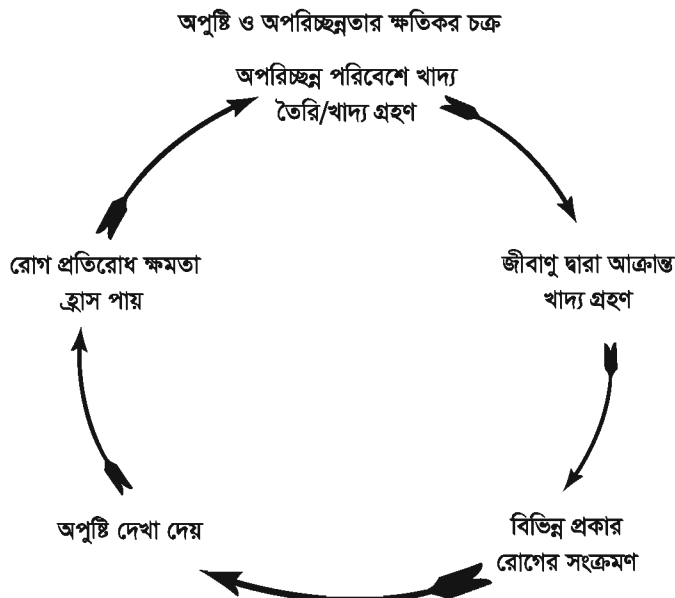 অপুষ্টি ও অপরিচ্ছন্নতার ক্ষতিকর চক্র
অপরিচ্ছন্ন পরিবেশে খাদ্য
তৈরি/খাদ্য গ্রহণ
জীবাণু দ্বারা আক্রান্ত
খাদ্য গ্রহণ
বিভিন্ন প্রকার
রোগের সংক্রমণ
অপুষ্টি দেখা দেয়
রোগ প্রতিরোধ ক্ষমতা
হ্রাস পায়